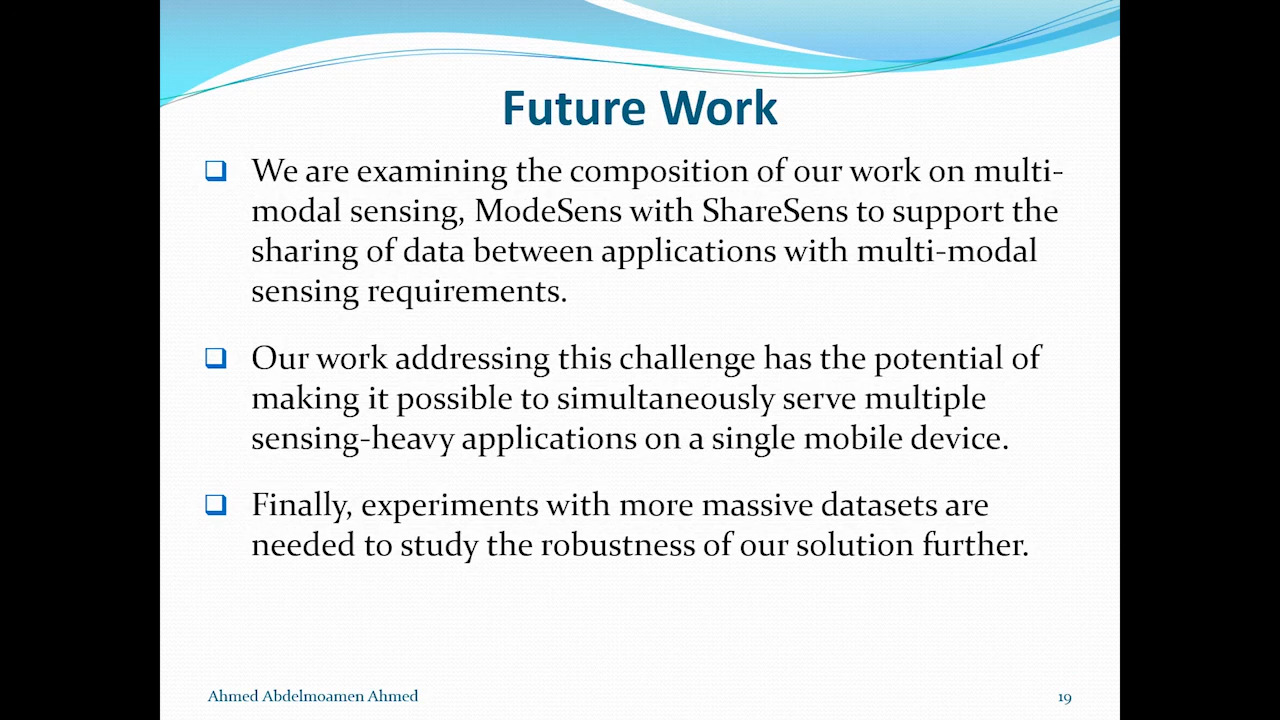 Future Work
We are examining the composition of our work on multi-
modal sensing, ModeSens with ShareSens to support the
sharing of data between applications with multi-modal
sensing requirements.
Our work addressing this challenge has the potential of
making it possible to simultaneously serve multiple
sensing-heavy applications on a single mobile device.
Finally, experiments with more massive datasets are
needed to study the robustness of our solution further.
Ahmed Abdelmoamen Ahmed
19